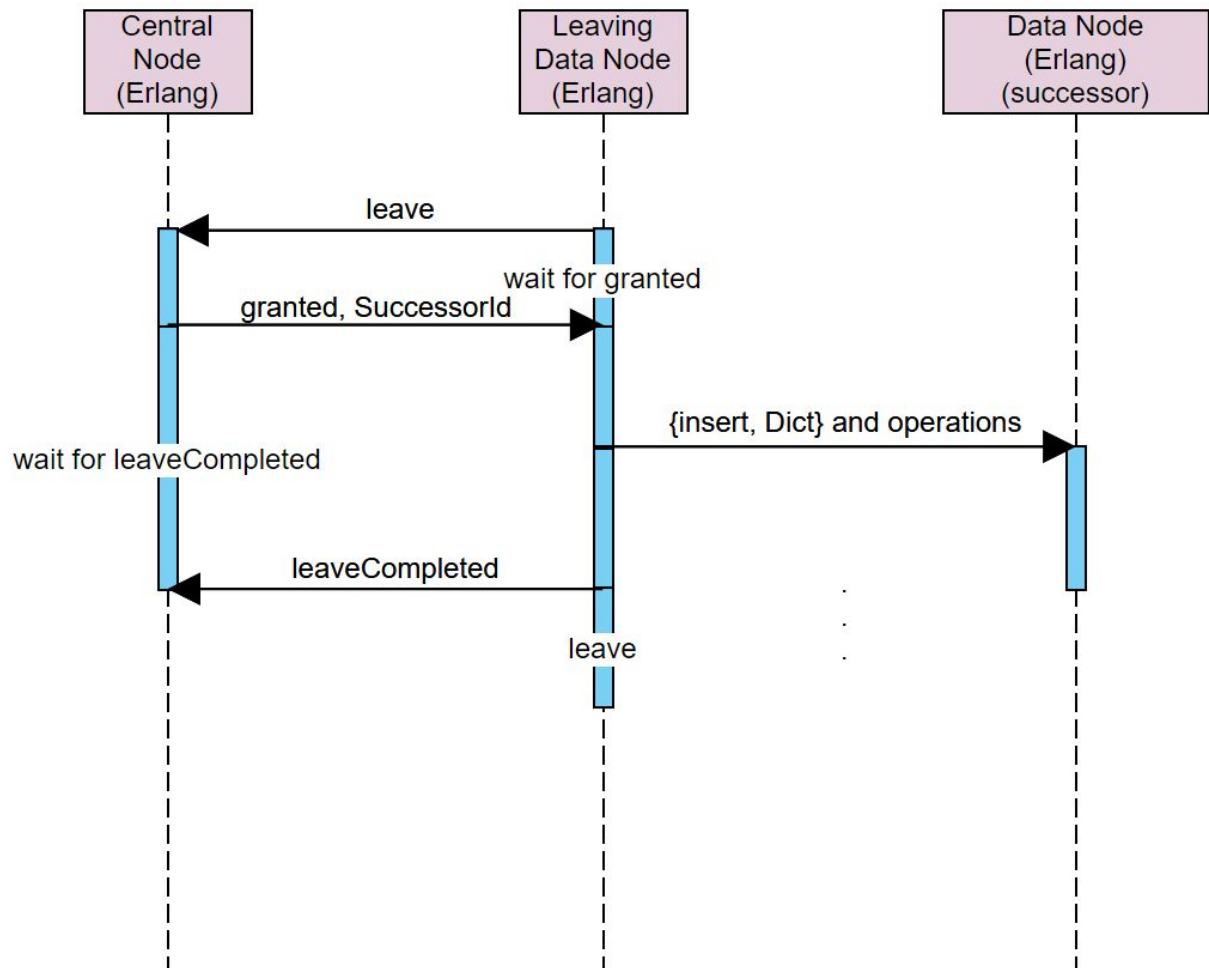 Central
Node
(Erlang)
Leaving
Data Node
(Erlang)
Data Node
(Erlang)
(successor)
leave
wait for granted
granted, SuccessorId
{insert, Dict} and operations
wait for leaveCompleted
leaveCompleted
.
.
.
leave